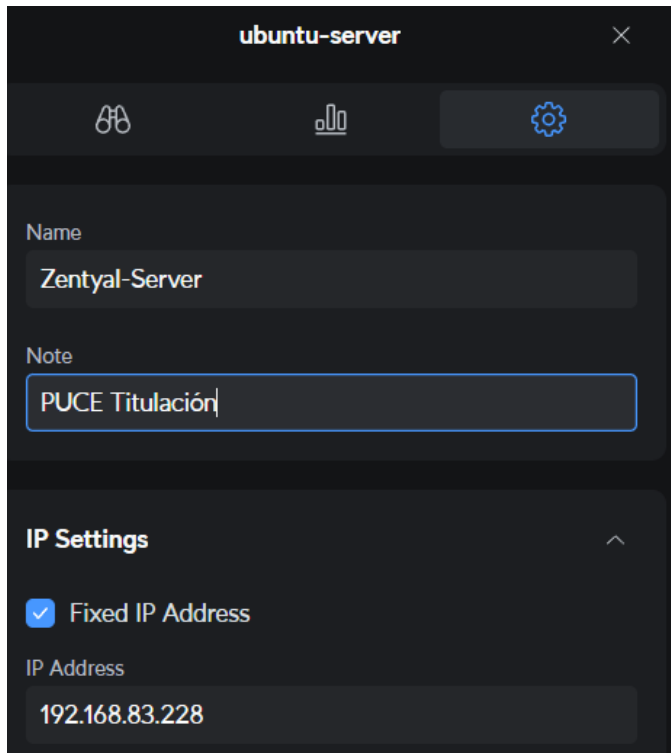 ubuntu-server
Name
Zentyal-Server
Note
PUCE Titulación
IP Settings
Fixed IP Address
IP Address
192.168.83.228